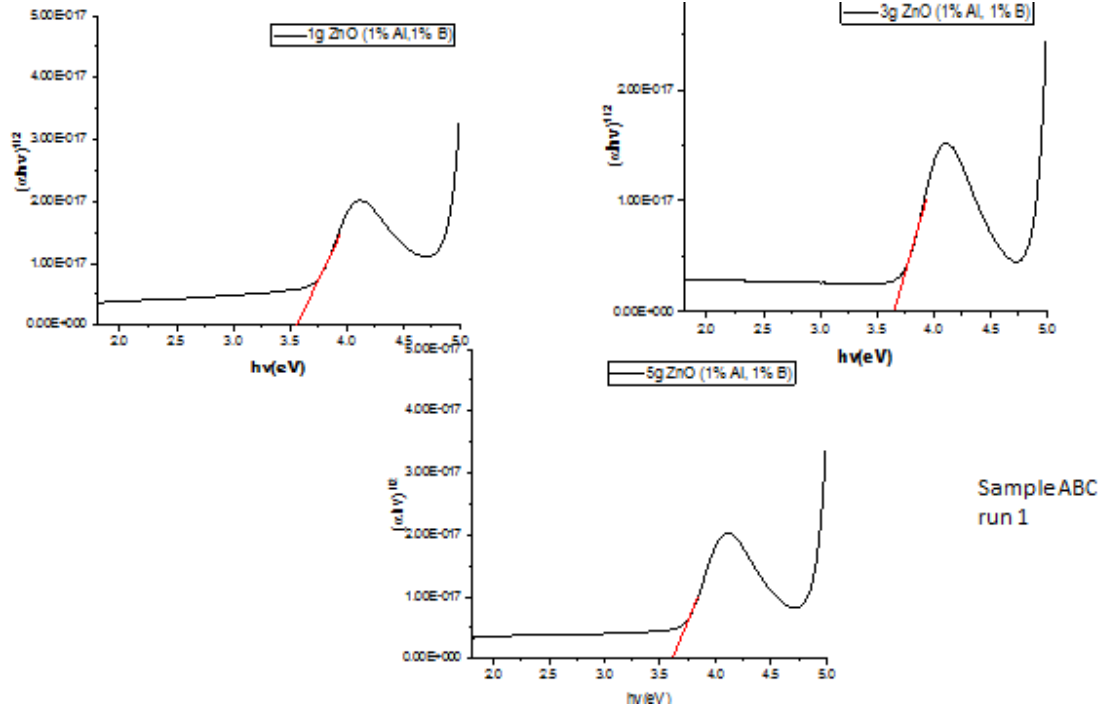 1g ZnO (1% Al,1% B)
5.00E-017
4.00E-017
3.00E-017
2.00E-017
1.00E-017
0.00E+000
(αhν)1/2
2.0 2.5 3.0 3.5 4.0 4.5 5.0
hν(eV)
3g ZnO (1% Al, 1% B)
2.00E-017
1.00E-017
0.00E+000
(αhν)1/2
2.0 2.5 3.0 3.5 4.0 4.5 5.0
hν(eV)
5g ZnO (1% Al, 1% B)
5.00E-017
4.00E-017
3.00E-017
2.00E-017
1.00E-017
0.00E+000
(αhν)1/2
2.0 2.5 3.0 3.5 4.0 4.5 5.0
hν(eV)
Sample ABC
run 1